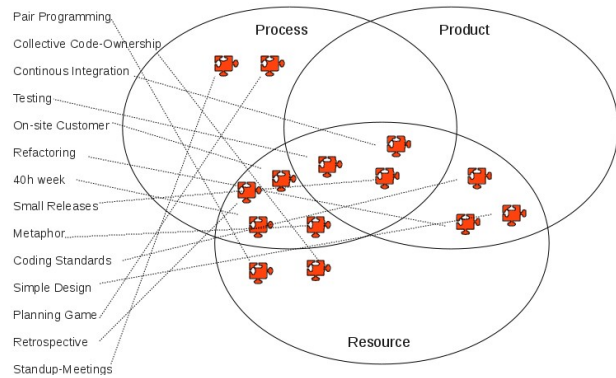 Pair Programming
Collective Code-Ownership
Continous Integration
Testing
On-site Customer
Refactoring
40h week
Small Releases
Metaphor
Coding Standards
Simple Design
Planning Game
Retrospective
Standup-Meetings
Process
Product
Resource